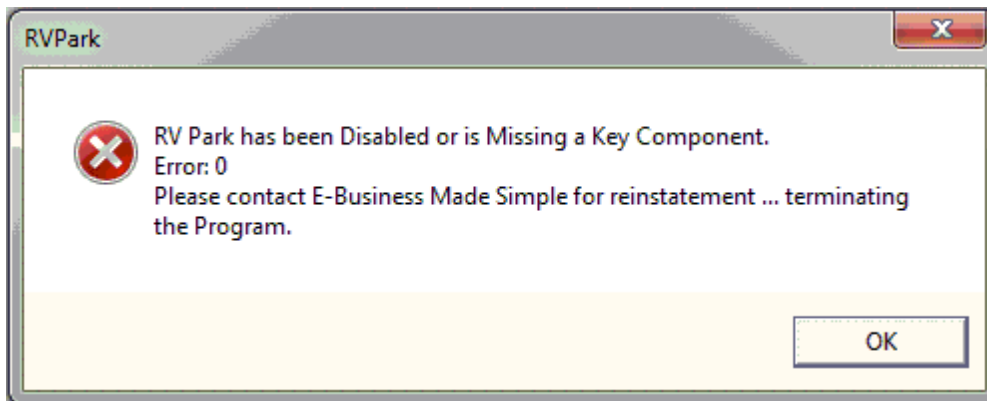 RVPark
RV Park has been Disabled or is Missing a Key Component.
Error: 0
Please contact E-Business Made Simple for reinstatement ... terminating
the Program.
OK